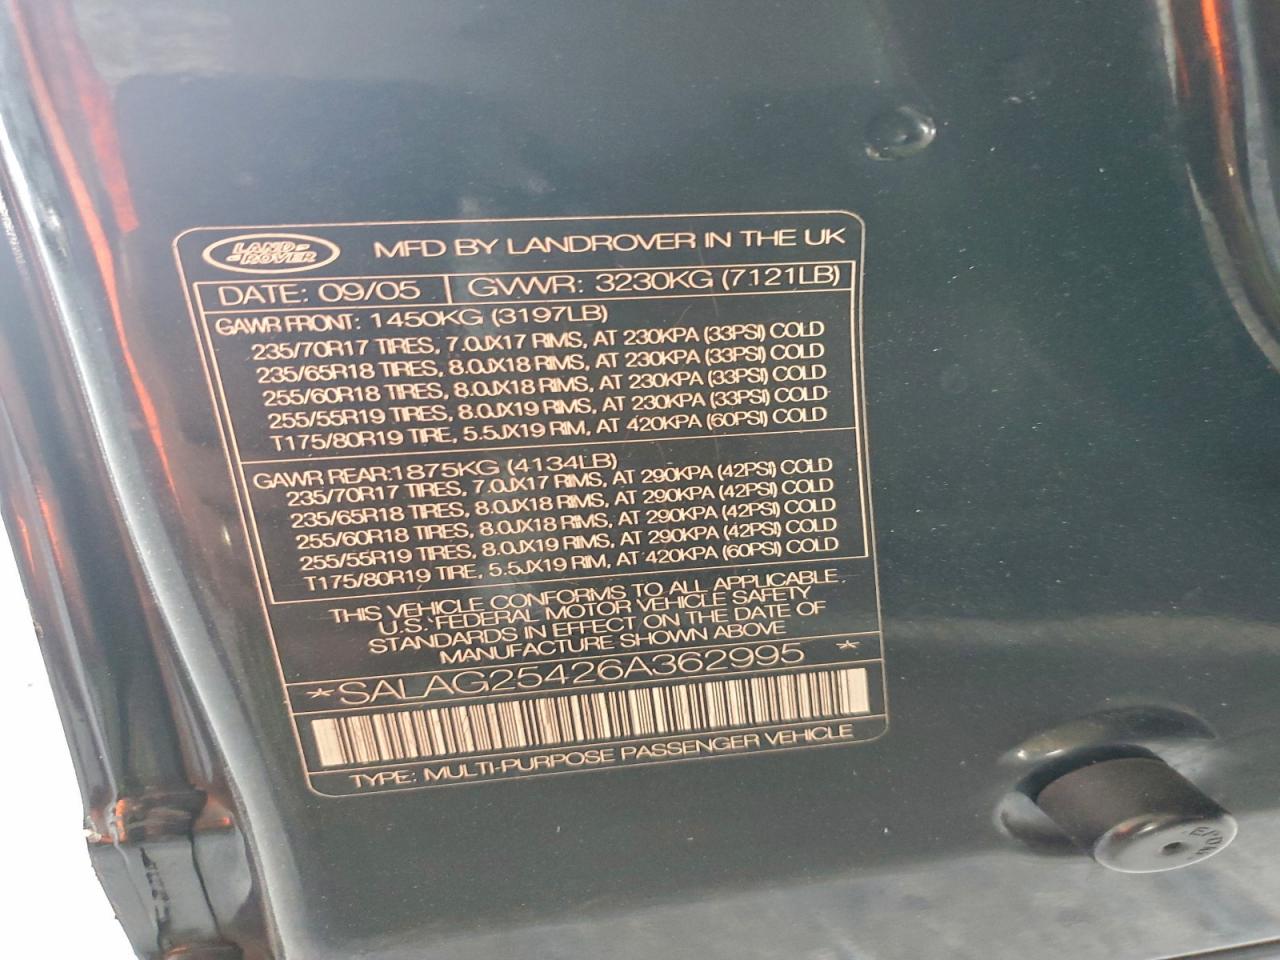 LAND-
ROVER
MFD BY LANDROVER IN THE UK
DATE: 09/05
GVWR: 3230KG (7121LB)
GAWR FRONT: 1450KG (3197LB)
235/70R17 TIRES, 7.0JX17 RIMS, AT 230KPA (33PSI) COLD
235/65R18 TIRES, 8.0JX18 RIMS, AT 230KPA (33PSI) COLD
255/60R18 TIRES, 8.0JX18 RIMS, AT 230KPA (33PSI) COLD
255/55R19 TIRES, 8.0JX19 RIMS, AT 230KPA (33PSI) COLD
T175/80R19 TIRE, 5.5JX19 RIM, AT 420KPA (60PSI) COLD
GAWR REAR: 1875KG (4134LB)
235/70R17 TIRES, 7.0JX17 RIMS, AT 290KPA (42PSI) COLD
235/65R18 TIRES, 8.0JX18 RIMS, AT 290KPA (42PSI) COLD
255/60R18 TIRES, 8.0JX18 RIMS, AT 290KPA (42PSI) COLD
255/55R19 TIRES, 8.0JX19 RIMS, AT 290KPA (42PSI) COLD
T175/80R19 TIRE, 5.5JX19 RIM, AT 420KPA (60PSI) COLD
THIS VEHICLE CONFORMS TO ALL APPLICABLE
U.S. FEDERAL MOTOR VEHICLE SAFETY
STANDARDS IN EFFECT ON THE DATE OF
MANUFACTURE SHOWN ABOVE
*SALAG25426A362995 *
TYPE: MULTI-PURPOSE PASSENGER VEHICLE